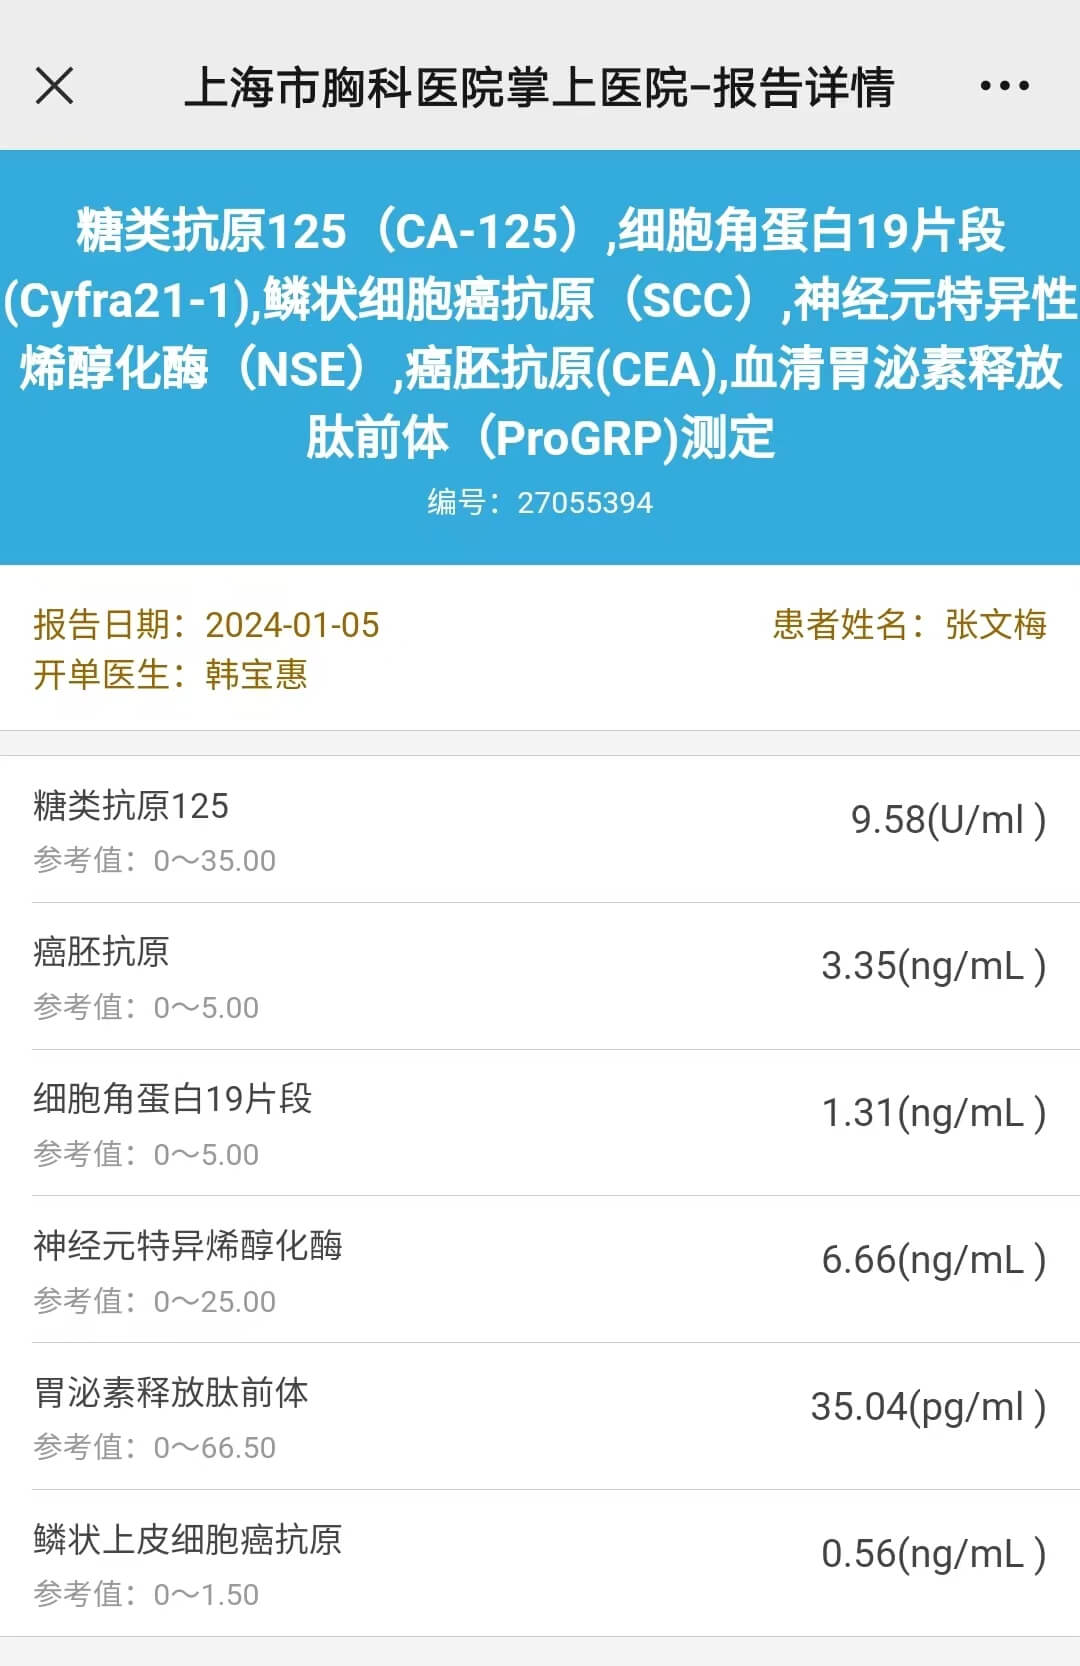 上海市胸科医院掌上医院-报告详情
糖类抗原125（CA-125）,细胞角蛋白19片段
(Cyfra21-1),鳞状细胞癌抗原（SCC）,神经元特异性
烯醇化酶（NSE）,癌胚抗原(CEA),血清胃泌素释放
肽前体（ProGRP)测定
编号：27055394
报告日期：2024-01-05 患者姓名：张文梅
开单医生：韩宝惠
糖类抗原125 9.58(U/ml )
参考值：0～35.00
癌胚抗原 3.35(ng/mL )
参考值：0～5.00
细胞角蛋白19片段 1.31(ng/mL )
参考值：0～5.00
神经元特异烯醇化酶 6.66(ng/mL )
参考值：0～25.00
胃泌素释放肽前体 35.04(pg/ml )
参考值：0～66.50
鳞状上皮细胞癌抗原 0.56(ng/mL )
参考值：0～1.50